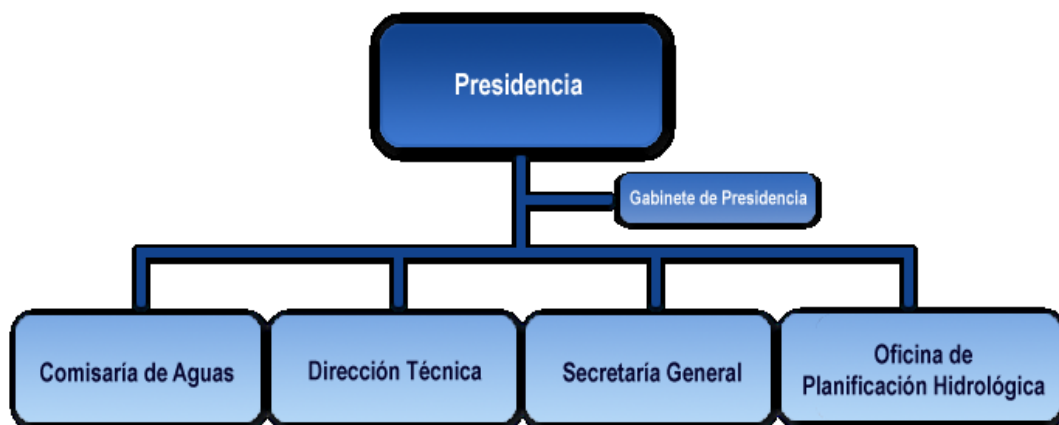 Presidencia
Gabinete de Presidencia
Comisaría de Aguas
Dirección Técnica
Secretaría General
Oficina de
Planificación Hidrológica